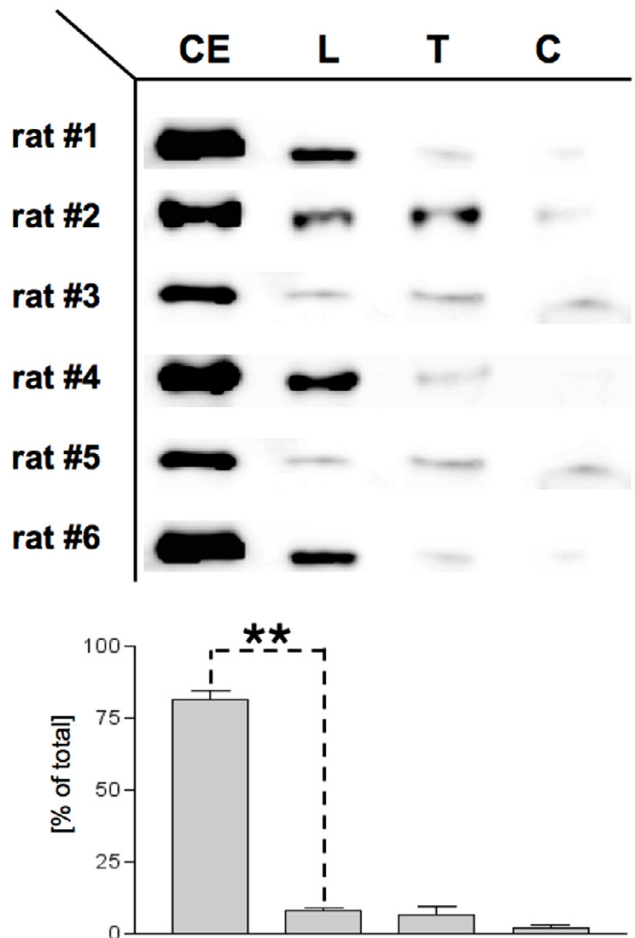 CE L T C
rat #1
rat #2
rat #3
rat #4
rat #5
rat #6
**
100
75
50
25
0
[% of total]